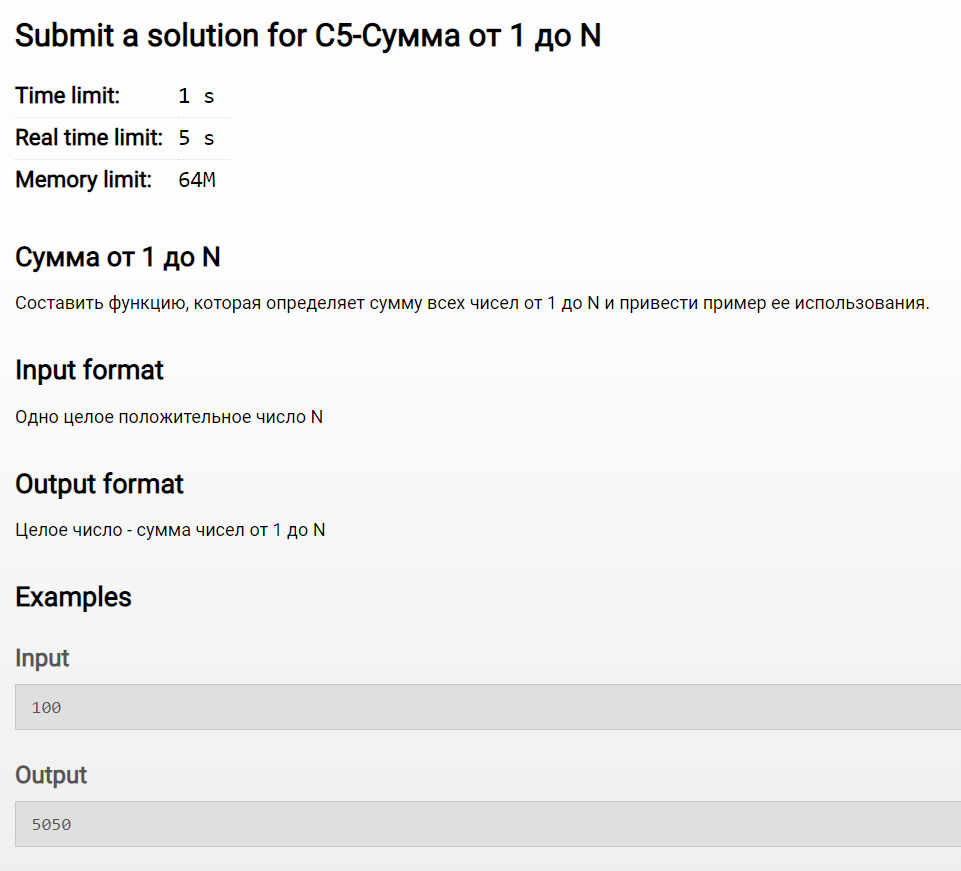 Submit a solution for C5-Сумма от 1 до N
Time limit: 1 s
Real time limit: 5 s
Memory limit: 64M
Сумма от 1 до N
Составить функцию, которая определяет сумму всех чисел от 1 до N и привести пример ее использования.
Input format
Одно целое положительное число N
Output format
Целое число - сумма чисел от 1 до N
Examples
Input
100
Output
5050